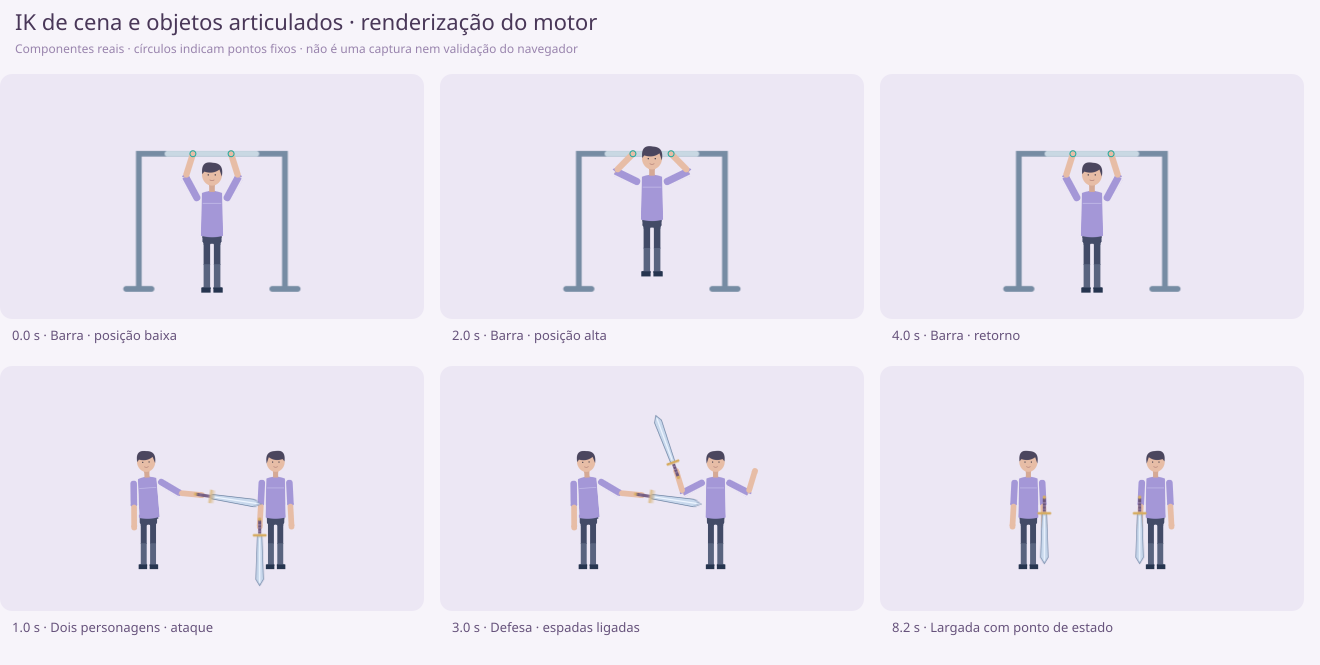 IK de cena e objetos articulados · renderização do motor
Componentes reais · círculos indicam pontos fixos · não é uma captura nem validação do navegador
0.0 s · Barra · posição baixa
2.0 s · Barra · posição alta
4.0 s · Barra · retorno
1.0 s · Dois personagens · ataque
3.0 s · Defesa · espadas ligadas
8.2 s · Largada com ponto de estado